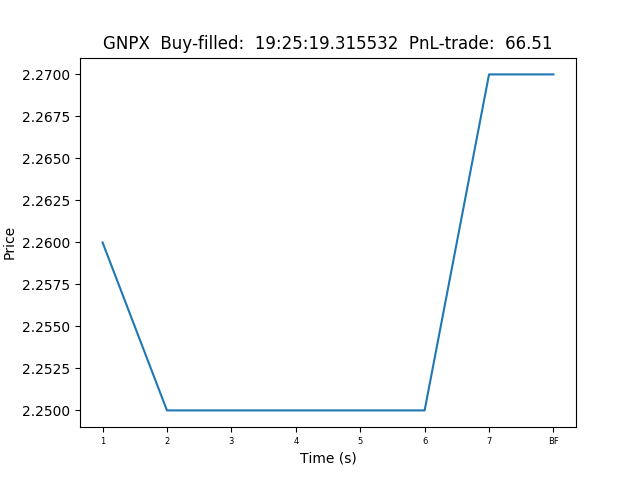 GNPX  Buy-filled:  19:25:19.315532  PnL-trade:  66.51
2.2700
2.2675
2.2650
2.2625
2.2600
2.2575
2.2550
2.2525
2.2500
Price
1 2 3 4 5 6 7 BF
Time (s)